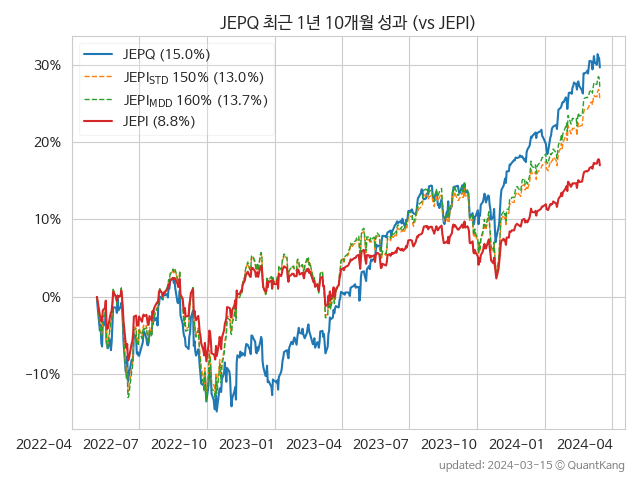 JEPQ 최근 1년 10개월 성과 (vs JEPI)
JEPQ (15.0%)
JEPISTD 150% (13.0%)
JEPIMDD 160% (13.7%)
JEPI (8.8%)
30%
20%
10%
0%
−10%
2022-04 2022-07 2022-10 2023-01 2023-04 2023-07 2023-10 2024-01 2024-04
updated: 2024-03-15 © QuantKang